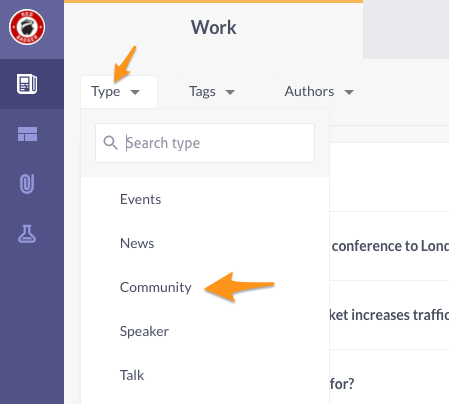 Work
Type Tags Authors
Search type
Events
News
conference to Lond
Community
ket increases traffic
Speaker
Talk
for?